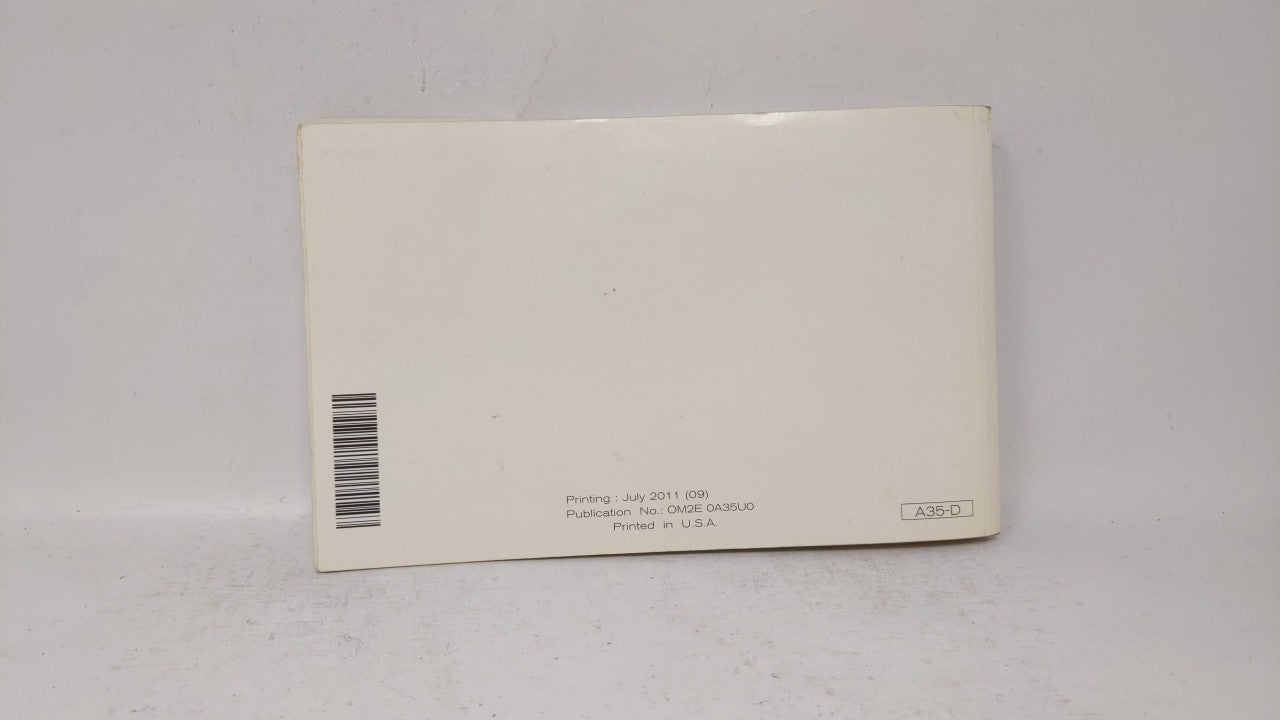 Printing : July 2011 (09)
Publication No.: OM2E 0A35U0
Printed in U.S.A.
A35-D